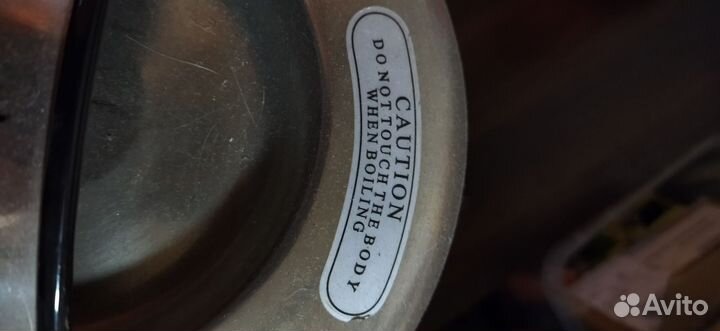 CAUTION
DO NOT TOUCH THE BODY
WHEN BOILING
Avito